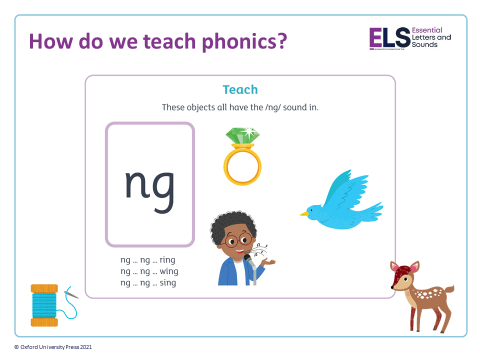 How do we teach phonics?
ELS Essential
Letters and
Sounds
Teach
These objects all have the /ng/ sound in.
ng
ng ... ng ... ring
ng ... ng ... wing
ng ... ng ... sing
© Oxford University Press 2021